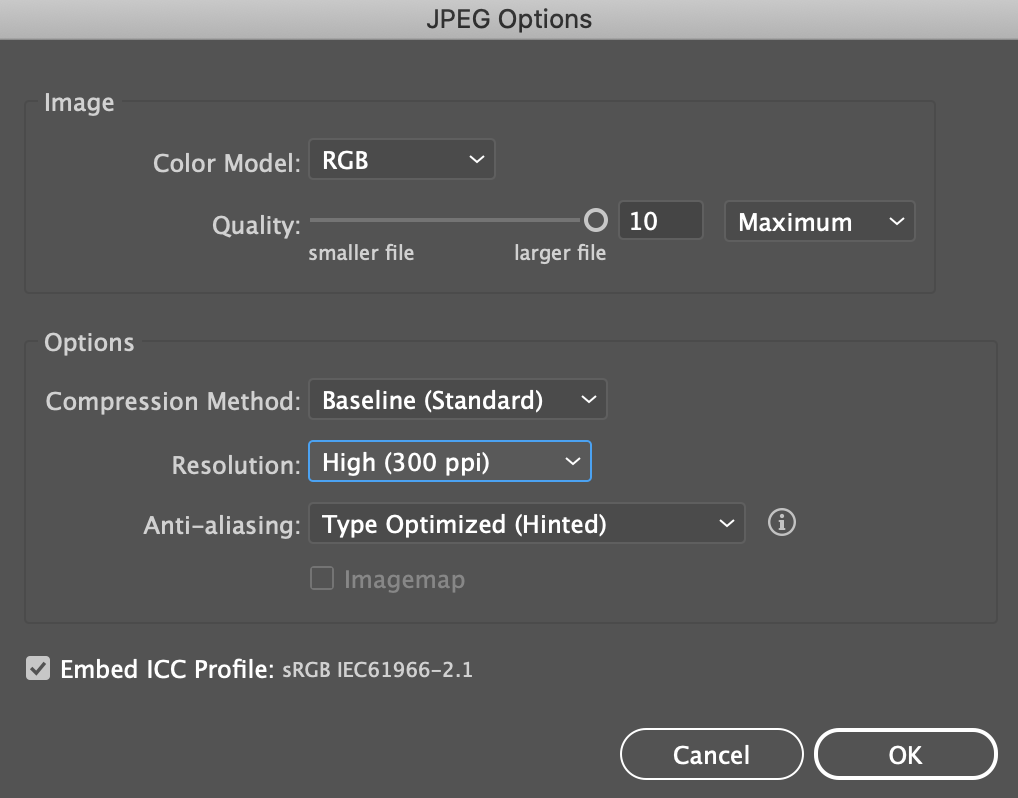 JPEG Options
Image
Color Model: RGB
Quality: 10 Maximum
smaller file larger file
Options
Compression Method: Baseline (Standard)
Resolution: High (300 ppi)
Anti-aliasing: Type Optimized (Hinted)
Imagemap
Embed ICC Profile: sRGB IEC61966-2.1
Cancel OK